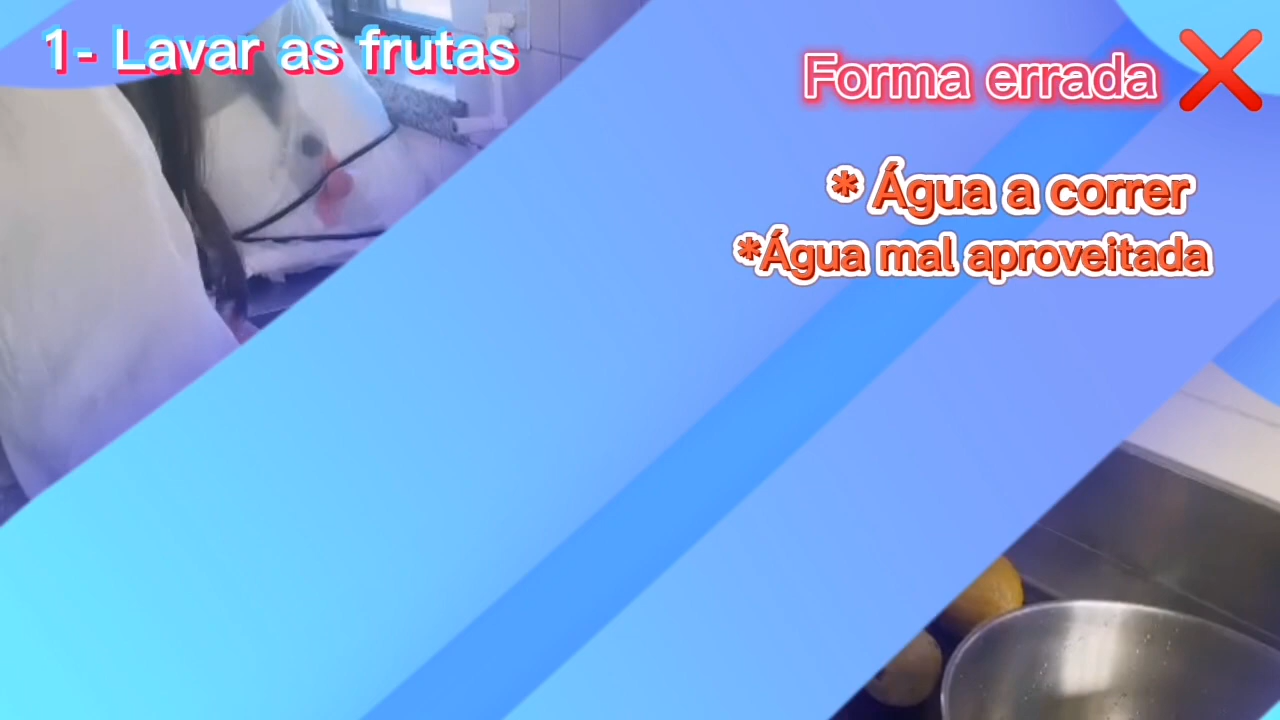 1- Lavar as frutas
Forma errada ❌
* Água a correr
*Água mal aproveitada